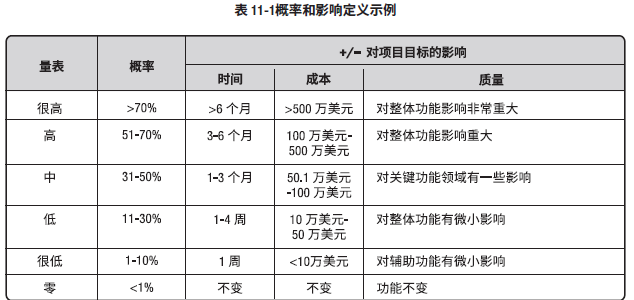 表 11-1概率和影响定义示例
量表 概率 +/− 对项目目标的影响
时间 成本 质量
很高 >70% >6 个月 >500 万美元 对整体功能影响非常重大
高 51-70% 3-6 个月 100 万美元-
500 万美元 对整体功能影响重大
中 31-50% 1-3 个月 50.1 万美元
-100 万美元 对关键功能领域有一些影响
低 11-30% 1-4 周 10 万美元-
50 万美元 对整体功能有微小影响
很低 1-10% 1 周 <10万美元 对辅助功能有微小影响
零 <1% 不变 不变 功能不变